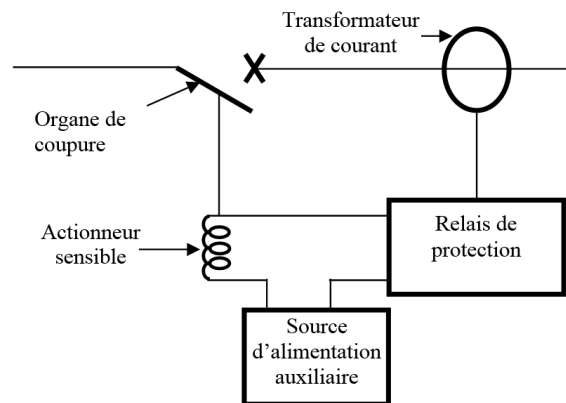 Transformateur
de courant
Organe de
coupure
Actionneur
sensible
Relais de
protection
Source
d'alimentation
auxiliaire